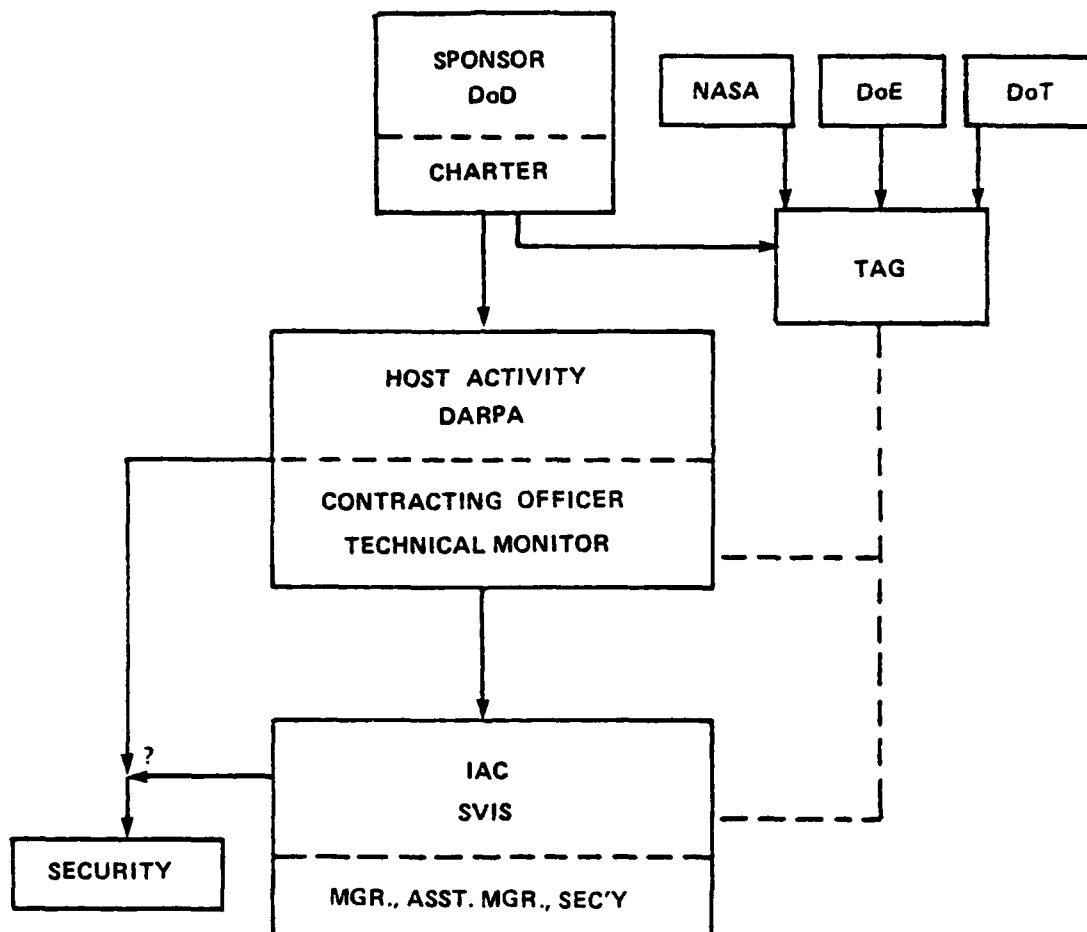 SPONSOR
DoD
CHARTER
NASA
DoE
DoT
TAG
HOST ACTIVITY
DARPA
CONTRACTING OFFICER
TECHNICAL MONITOR
?
IAC
SVIS
MGR., ASST. MGR., SEC'Y
SECURITY